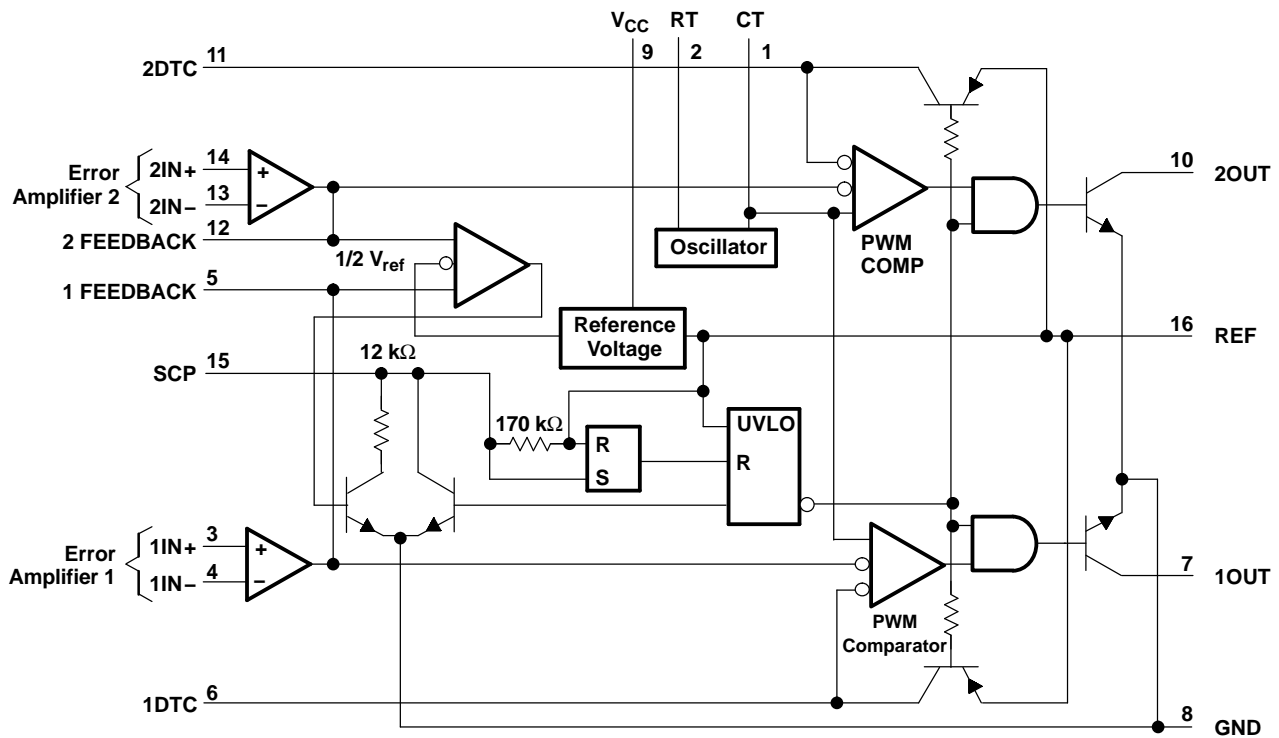 VCC RT CT
9 2 1
2DTC 11
Error
Amplifier 2
2IN+ 14
2IN− 13
+
−
2 FEEDBACK 12
1/2 Vref
1 FEEDBACK 5
Oscillator
PWM
COMP
10 2OUT
Reference
Voltage
16 REF
SCP 15
12 kΩ
170 kΩ
R
S
UVLO
R
Error
Amplifier 1
1IN+ 3
1IN− 4
+
−
PWM
Comparator
7 1OUT
1DTC 6
8 GND